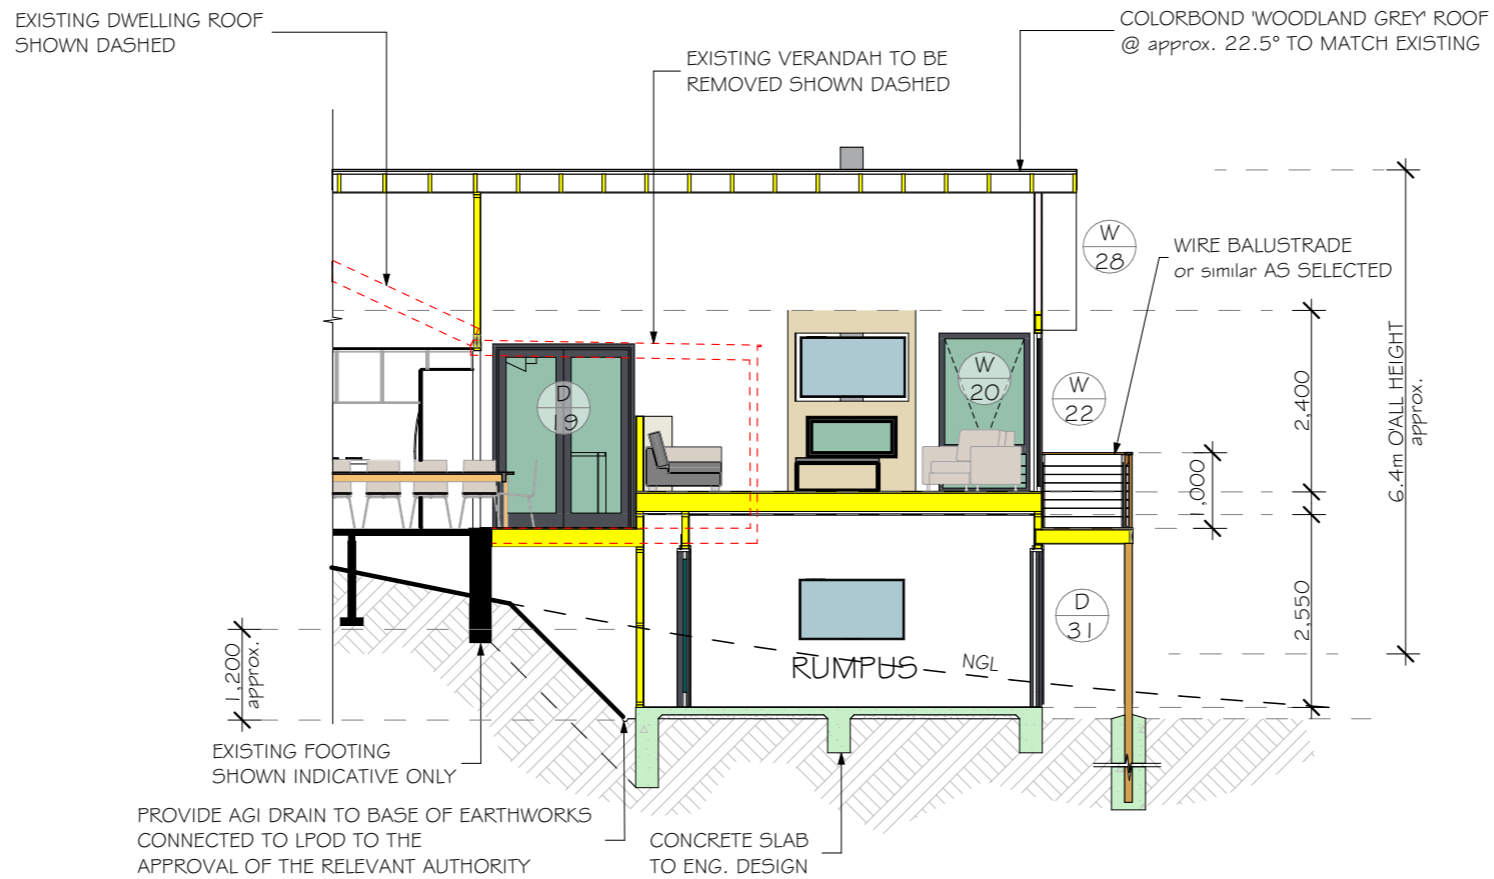 EXISTING DWELLING ROOF
SHOWN DASHED
EXISTING VERANDAH TO BE
REMOVED SHOWN DASHED
COLORBOND 'WOODLAND GREY' ROOF
@ approx. 22.5° TO MATCH EXISTING
W
28
WIRE BALUSTRADE
or similar AS SELECTED
W
20
W
22
D
19
2,400
6.4m O'ALL HEIGHT
approx.
1,000
2,550
D
31
RUMPUS
NGL
1,200
approx.
EXISTING FOOTING
SHOWN INDICATIVE ONLY
PROVIDE AGI DRAIN TO BASE OF EARTHWORKS
CONNECTED TO LPOD TO THE
APPROVAL OF THE RELEVANT AUTHORITY
CONCRETE SLAB
TO ENG. DESIGN